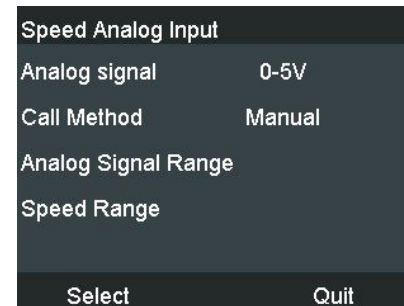 Speed Analog Input
Analog signal 0-5V
Call Method Manual
Analog Signal Range
Speed Range
Select Quit